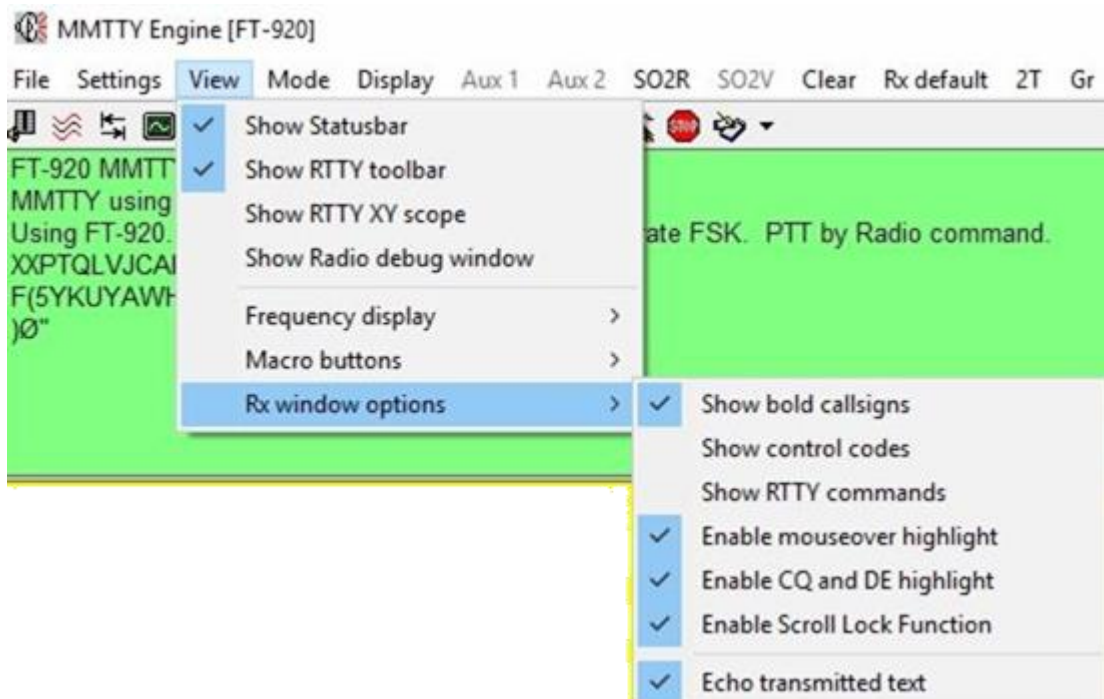 MMTTY Engine [FT-920]
File Settings View Mode Display Aux 1 Aux 2 SO2R SO2V Clear Rx default 2T Gr
STOP
Show Statusbar
Show RTTY toolbar
Show RTTY XY scope
Show Radio debug window
Frequency display
Macro buttons
Rx window options
FT-920 MMTT
MMTTY using
Using FT-920. ate FSK. PTT by Radio command.
XXPTQLVJCA
F(5YKUYAWH
)Ø"
Show bold callsigns
Show control codes
Show RTTY commands
Enable mouseover highlight
Enable CQ and DE highlight
Enable Scroll Lock Function
Echo transmitted text